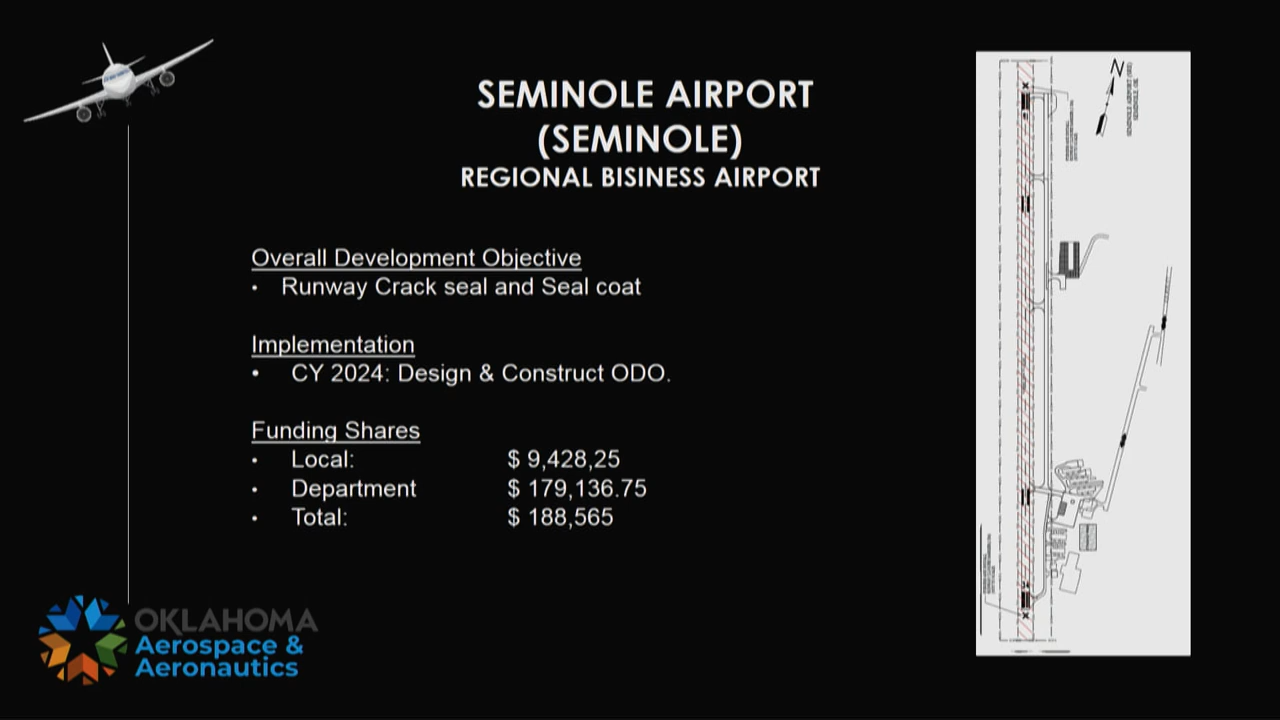 SEMINOLE AIRPORT
(SEMINOLE)
REGIONAL BISINESS AIRPORT
Overall Development Objective
• Runway Crack seal and Seal coat
Implementation
• CY 2024: Design & Construct ODO.
Funding Shares
• Local: $ 9,428,25
• Department $ 179,136.75
• Total: $ 188,565
OKLAHOMA
Aerospace &
Aeronautics
N